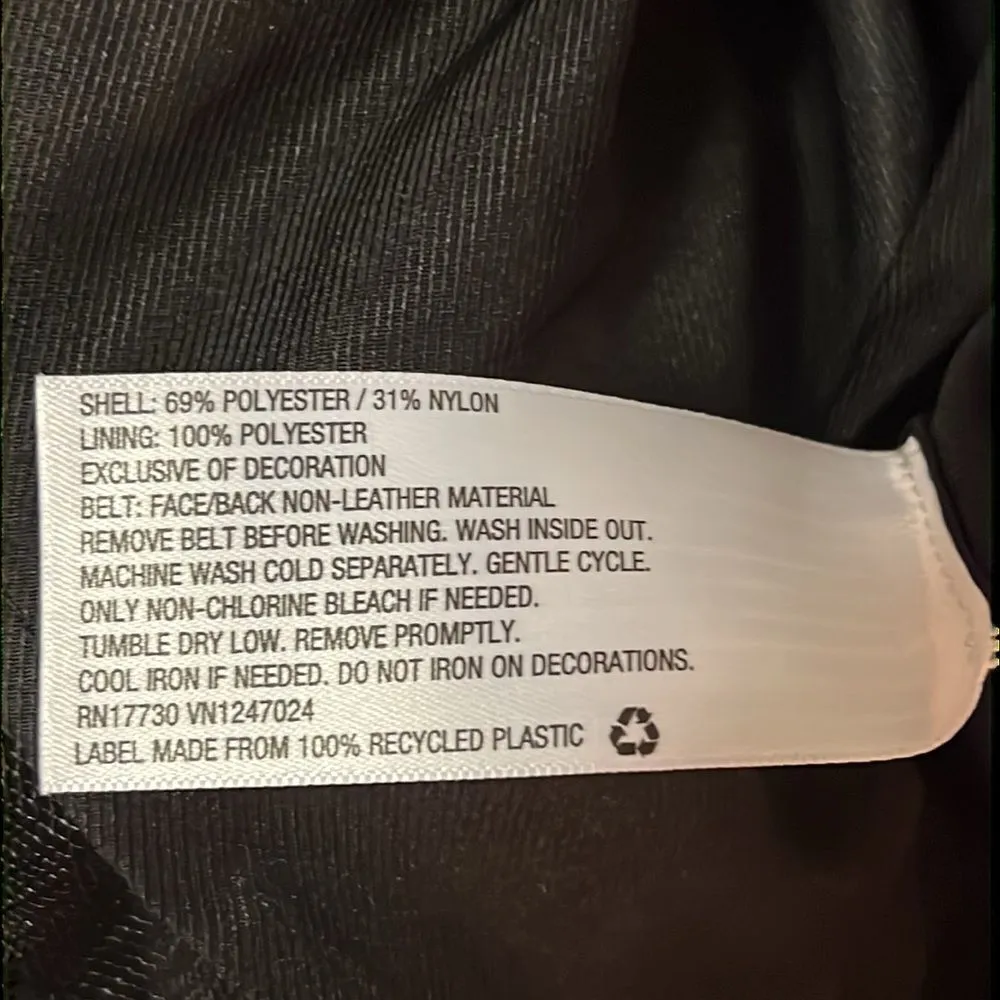 SHELL: 69% POLYESTER / 31% NYLON
LINING: 100% POLYESTER
EXCLUSIVE OF DECORATION
BELT: FACE/BACK NON-LEATHER MATERIAL
REMOVE BELT BEFORE WASHING. WASH INSIDE OUT.
MACHINE WASH COLD SEPARATELY. GENTLE CYCLE.
ONLY NON-CHLORINE BLEACH IF NEEDED.
TUMBLE DRY LOW. REMOVE PROMPTLY.
COOL IRON IF NEEDED. DO NOT IRON ON DECORATIONS.
RN17730 VN1247024
LABEL MADE FROM 100% RECYCLED PLASTIC